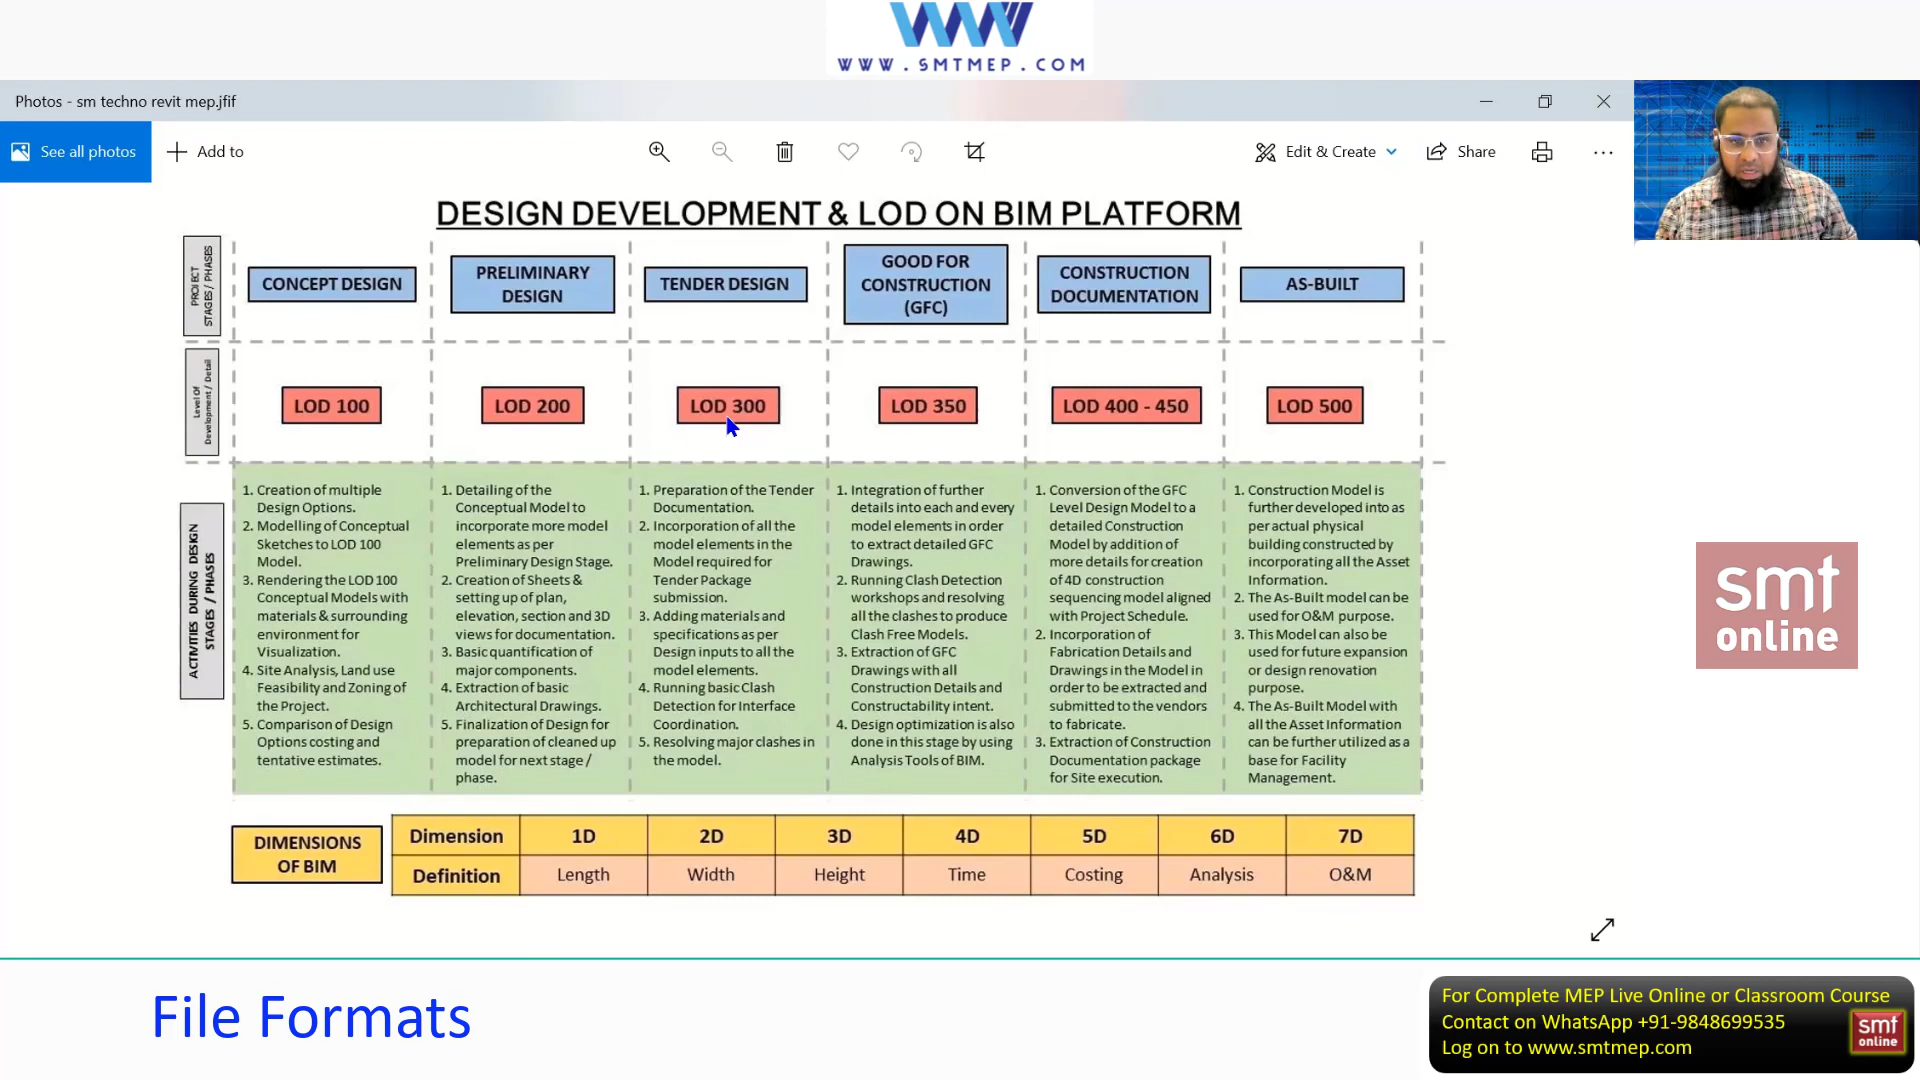 WWW.SMTMEP.COM
Photos - sm techno revit mep.jfif
See all photos
Add to
Edit & Create
Share
DESIGN DEVELOPMENT & LOD ON BIM PLATFORM
PROJECT
STAGES / PHASES
CONCEPT DESIGN
PRELIMINARY
DESIGN
TENDER DESIGN
GOOD FOR
CONSTRUCTION
(GFC)
CONSTRUCTION
DOCUMENTATION
AS-BUILT
Level Of
Development / Detail
LOD 100
LOD 200
LOD 300
LOD 350
LOD 400 - 450
LOD 500
ACTIVITIES DURING DESIGN
STAGES / PHASES
1. Creation of multiple
Design Options.
2. Modelling of Conceptual
Sketches to LOD 100
Model.
3. Rendering the LOD 100
Conceptual Models with
materials & surrounding
environment for
Visualization.
4. Site Analysis, Land use
Feasibility and Zoning of
the Project.
5. Comparison of Design
Options costing and
tentative estimates.
1. Detailing of the
Conceptual Model to
incorporate more model
elements as per
Preliminary Design Stage.
2. Creation of Sheets &
setting up of plan,
elevation, section and 3D
views for documentation.
3. Basic quantification of
major components.
4. Extraction of basic
Architectural Drawings.
5. Finalization of Design for
preparation of cleaned up
model for next stage /
phase.
1. Preparation of the Tender
Documentation.
2. Incorporation of all the
model elements in the
Model required for
Tender Package
submission.
3. Adding materials and
specifications as per
Design inputs to all the
model elements.
4. Running basic Clash
Detection for Interface
Coordination.
5. Resolving major clashes in
the model.
1. Integration of further
details into each and every
model elements in order
to extract detailed GFC
Drawings.
2. Running Clash Detection
workshops and resolving
all the clashes to produce
Clash Free Models.
3. Extraction of GFC
Drawings with all
Construction Details and
Constructability intent.
4. Design optimization is also
done in this stage by using
Analysis Tools of BIM.
1. Conversion of the GFC
Level Design Model to a
detailed Construction
Model by addition of
more details for creation
of 4D construction
sequencing model aligned
with Project Schedule.
2. Incorporation of
Fabrication Details and
Drawings in the Model in
order to be extracted and
submitted to the vendors
to fabricate.
3. Extraction of Construction
Documentation package
for Site execution.
1. Construction Model is
further developed into as
per actual physical
building constructed by
incorporating all the Asset
Information.
2. The As-Built model can be
used for O&M purpose.
3. This Model can also be
used for future expansion
or design renovation
purpose.
4. The As-Built Model with
all the Asset Information
can be further utilized as a
base for Facility
Management.
DIMENSIONS
OF BIM
Dimension 1D 2D 3D 4D 5D 6D 7D
Definition Length Width Height Time Costing Analysis O&M
smt
online
File Formats
For Complete MEP Live Online or Classroom Course
Contact on WhatsApp +91-9848699535
Log on to www.smtmep.com
smt
online